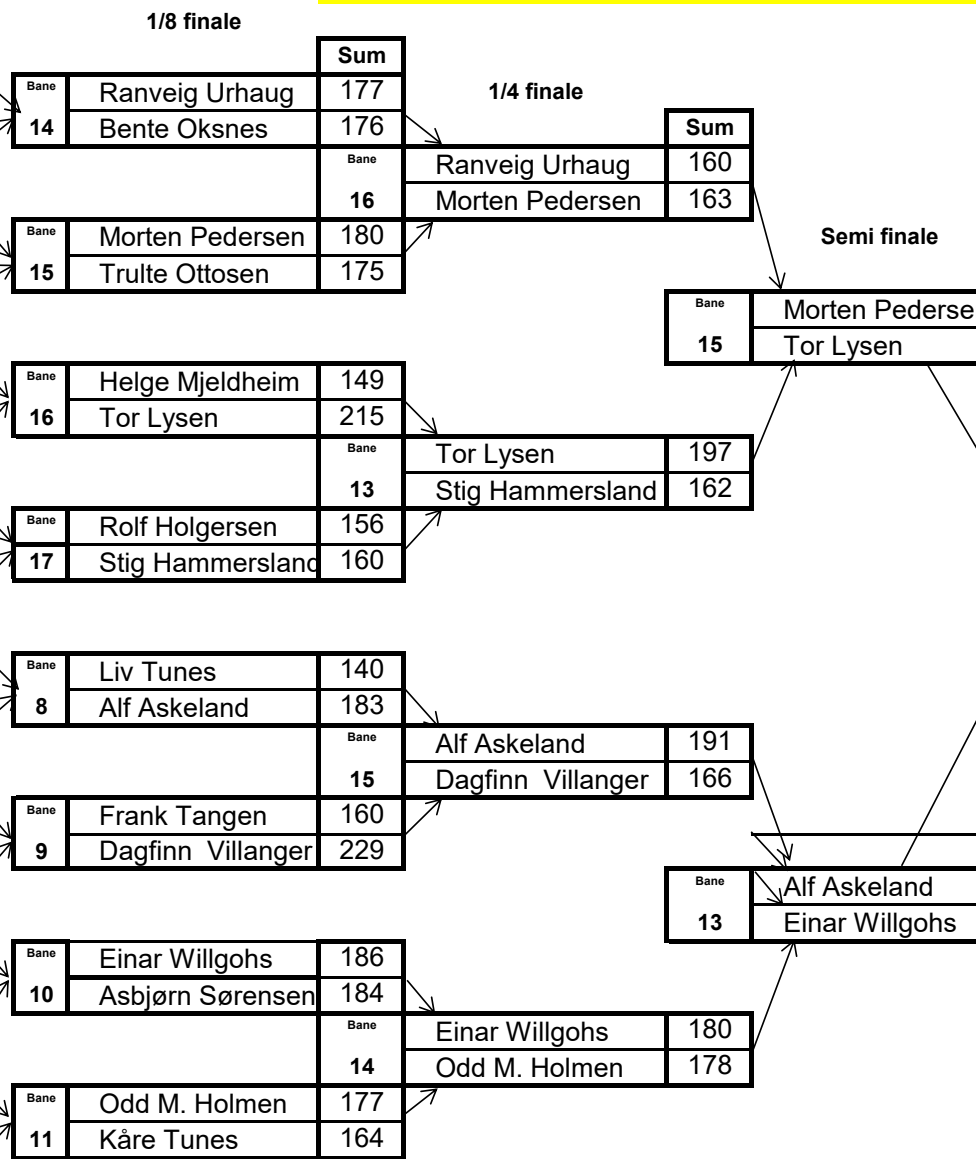 1/8 finale
Sum
Bane Ranveig Urhaug 177
14 Bente Oksnes 176
1/4 finale
Sum
Bane Ranveig Urhaug 160
16 Morten Pedersen 163
Bane Morten Pedersen 180
15 Trulte Ottosen 175
Semi finale
Bane Morten Pederse
15 Tor Lysen
Bane Helge Mjeldheim 149
16 Tor Lysen 215
Bane Tor Lysen 197
13 Stig Hammersland 162
Bane Rolf Holgersen 156
17 Stig Hammersland 160
Bane Liv Tunes 140
8 Alf Askeland 183
Bane Alf Askeland 191
15 Dagfinn Villanger 166
Bane Frank Tangen 160
9 Dagfinn Villanger 229
Bane Alf Askeland
13 Einar Willgohs
Bane Einar Willgohs 186
10 Asbjørn Sørensen 184
Bane Einar Willgohs 180
14 Odd M. Holmen 178
Bane Odd M. Holmen 177
11 Kåre Tunes 164